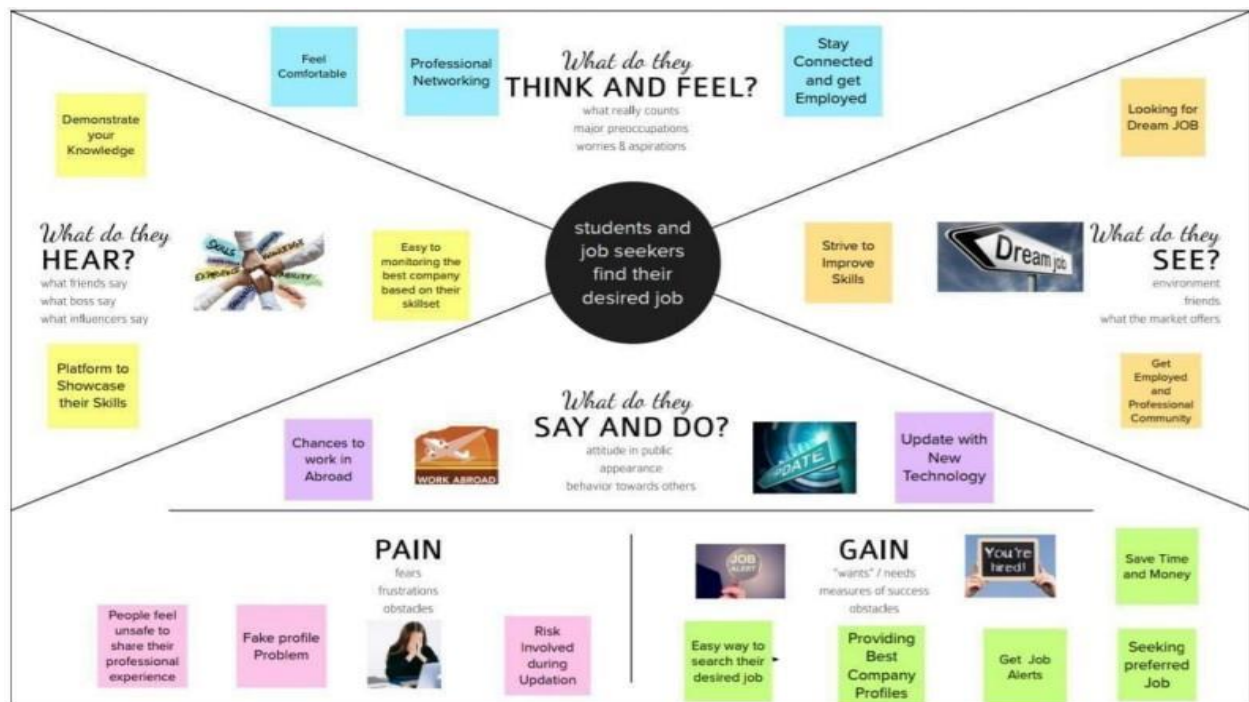 Feel
Comfortable
Professional
Networking
What do they
THINK AND FEEL?
what really counts
major preoccupations
worries & aspirations
Stay
Connected
and get
Employed
Demonstrate
your
Knowledge
What do they
HEAR?
what friends say
what boss say
what influencers say
SKILLS
KNOWLEDGE
EXPERIENCE
ABILITY
Easy to
monitoring the
best company
based on their
skillset
Platform to
Showcase
their Skills
students and
job seekers
find their
desired job
Looking for
Dream JOB
Strive to
Improve
Skills
Dream job
What do they
SEE?
environment
friends
what the market offers
Get
Employed
and
Professional
Community
What do they
SAY AND DO?
attitude in public
appearance
behavior towards others
Chances to
work in
Abroad
WORK ABROAD
UPDATE
Update with
New
Technology
PAIN
fears
frustrations
obstacles
People feel
unsafe to
share their
professional
experience
Fake profile
Problem
Risk
Involved
during
Updation
JOB
ALERT
GAIN
"wants" / needs
measures of success
obstacles
You're
hired!
Save Time
and Money
Easy way to
search their
desired job
Providing
Best
Company
Profiles
Get Job
Alerts
Seeking
preferred
Job